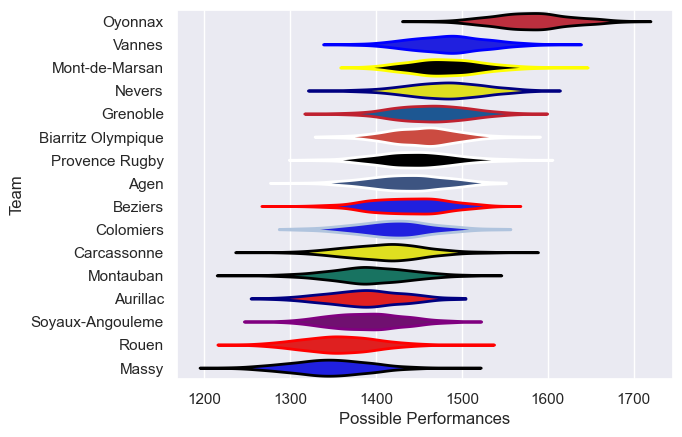 Oyonnax
Vannes
Mont-de-Marsan
Nevers
Grenoble
Biarritz Olympique
Provence Rugby
Agen
Beziers
Colomiers
Carcassonne
Montauban
Aurillac
Soyaux-Angouleme
Rouen
Massy
Team
1200 1300 1400 1500 1600 1700
Possible Performances